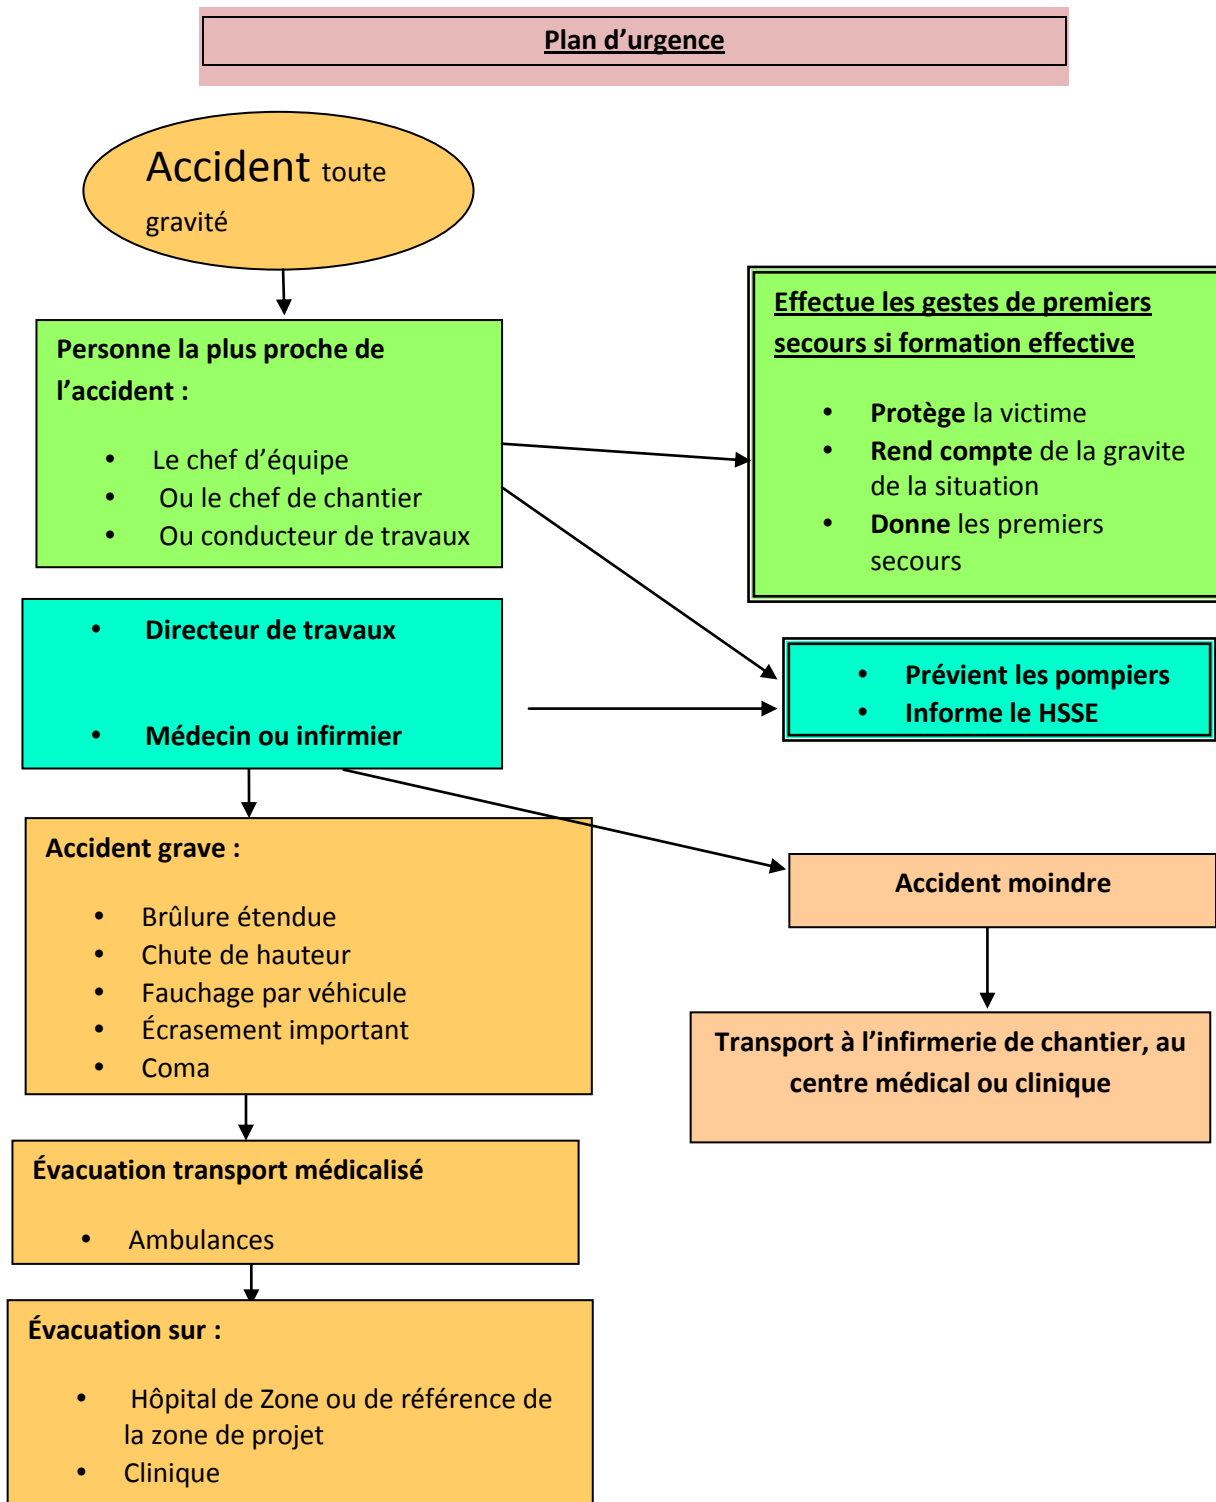 Plan d’urgence
Accident toute
gravité
Personne la plus proche de
l’accident :
• Le chef d’équipe
• Ou le chef de chantier
• Ou conducteur de travaux
Effectue les gestes de premiers
secours si formation effective
• Protège la victime
• Rend compte de la gravite
de la situation
• Donne les premiers
secours
• Directeur de travaux
• Médecin ou infirmier
• Prévient les pompiers
• Informe le HSSE
Accident grave :
• Brûlure étendue
• Chute de hauteur
• Fauchage par véhicule
• Écrasement important
• Coma
Accident moindre
Transport à l’infirmerie de chantier, au
centre médical ou clinique
Évacuation transport médicalisé
• Ambulances
Évacuation sur :
• Hôpital de Zone ou de référence de
la zone de projet
• Clinique